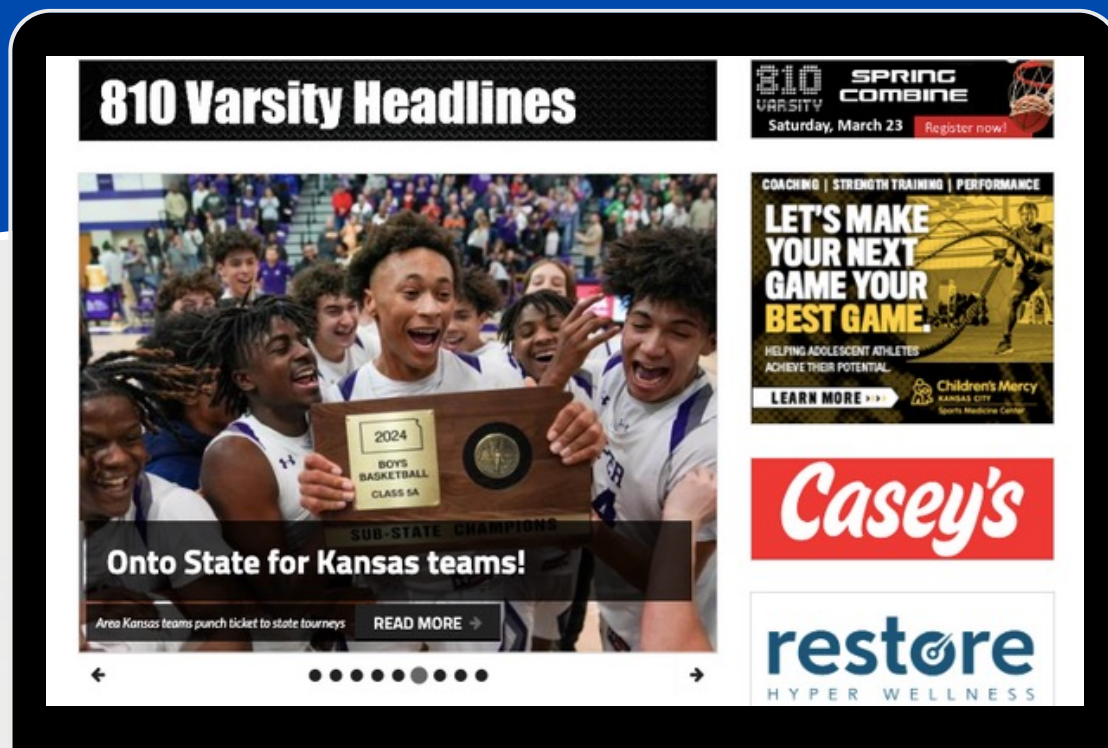 810 Varsity Headlines
2024
BOYS
BASKETBALL
CLASS 5A
SUB-STATE CHAMPIONS
Onto State for Kansas teams!
Area Kansas teams punch ticket to state tourneys
READ MORE
810
VARSITY
SPRING
COMBINE
Saturday, March 23
Register now!
COACHING | STRENGTH TRAINING | PERFORMANCE
LET'S MAKE
YOUR NEXT
GAME YOUR
BEST GAME.
HELPING ADOLESCENT ATHLETES
ACHIEVE THEIR POTENTIAL.
LEARN MORE
Children's Mercy
KANSAS CITY
Sports Medicine Center
Casey's
restore
HYPER WELLNESS